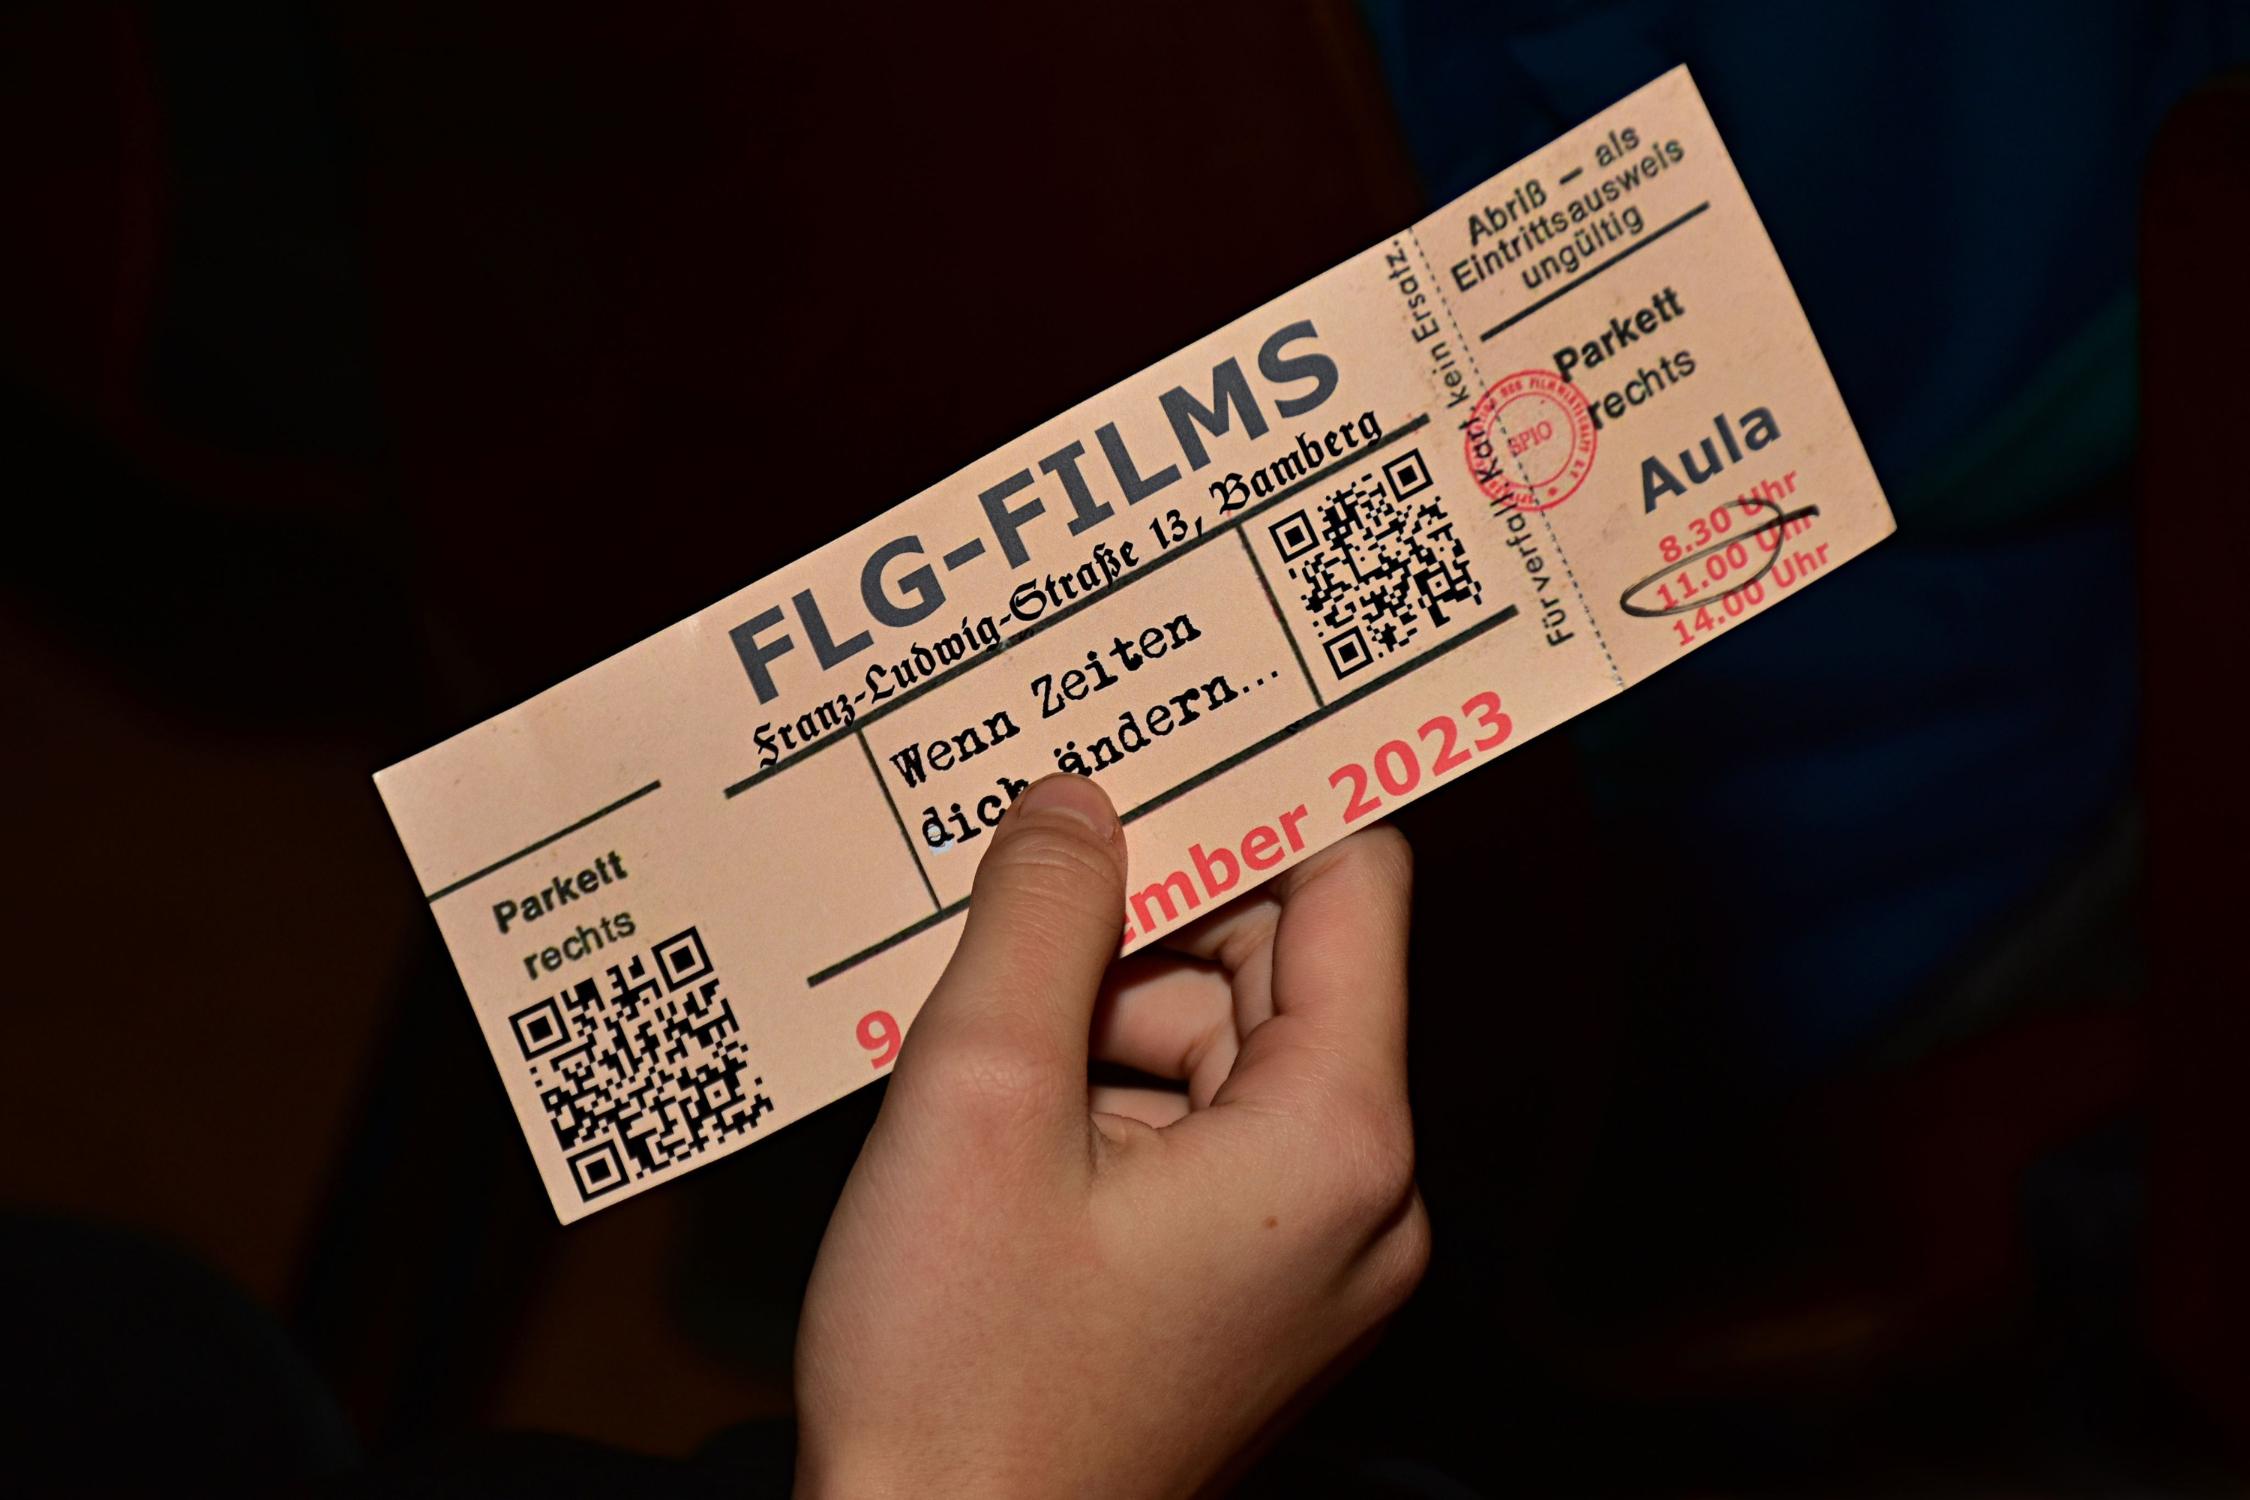 FLG-FILMS
Franz-Ludwig-Straße 13, Bamberg
Wenn Zeiten
dich ändern...
Parkett
rechts
9
ember 2023
Für verfall. Kart. kein Ersatz.
Abriß – als
Eintrittsausweis
ungültig
Parkett
rechts
SPIO
Aula
8.30 Uhr
11.00 Uhr
14.00 Uhr